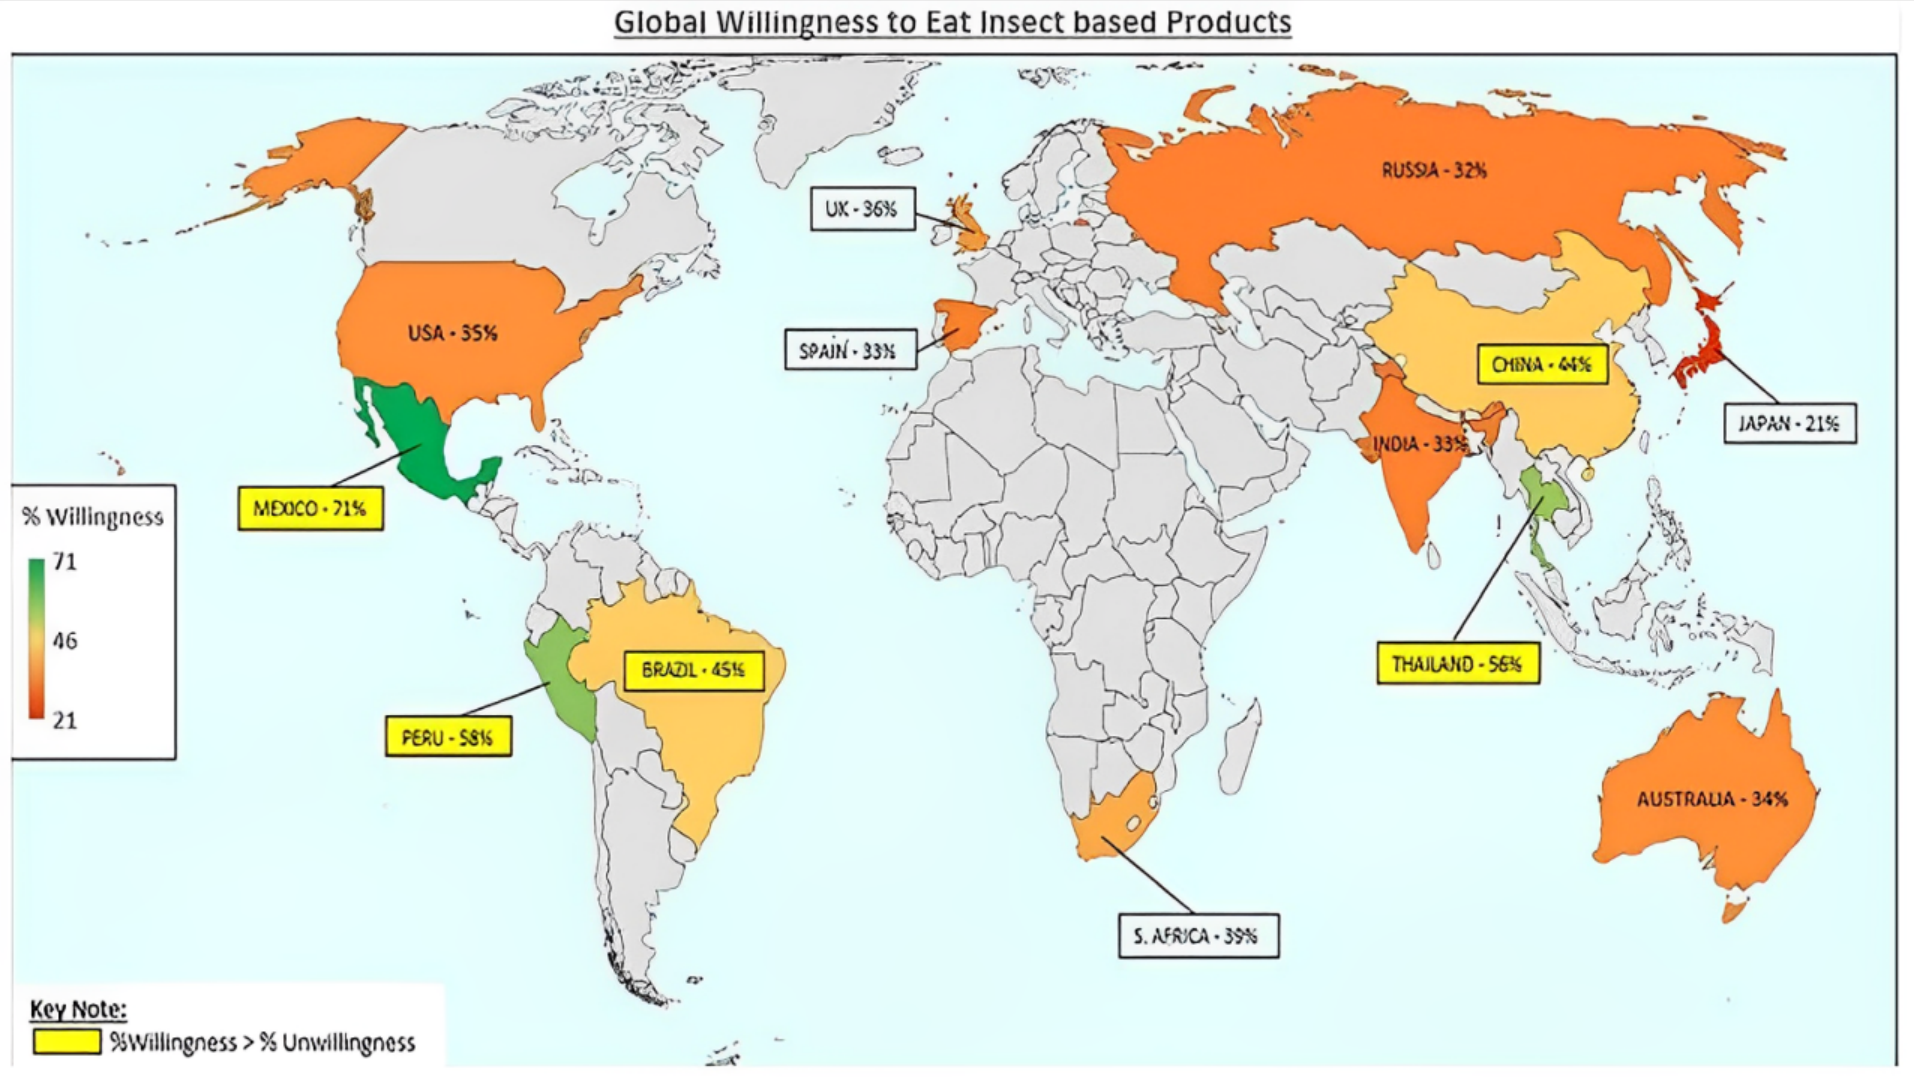 Global Willingness to Eat Insect based Products
RUSSIA - 32%
UK - 36%
USA - 35%
SPAIN - 33%
CHINA - 44%
JAPAN - 21%
INDIA - 33%
MEXICO - 71%
% Willingness
71
46
21
THAILAND - 56%
BRAZIL - 45%
PERU - 58%
AUSTRALIA - 34%
S. AFRICA - 39%
Key Note:
%Willingness > % Unwillingness